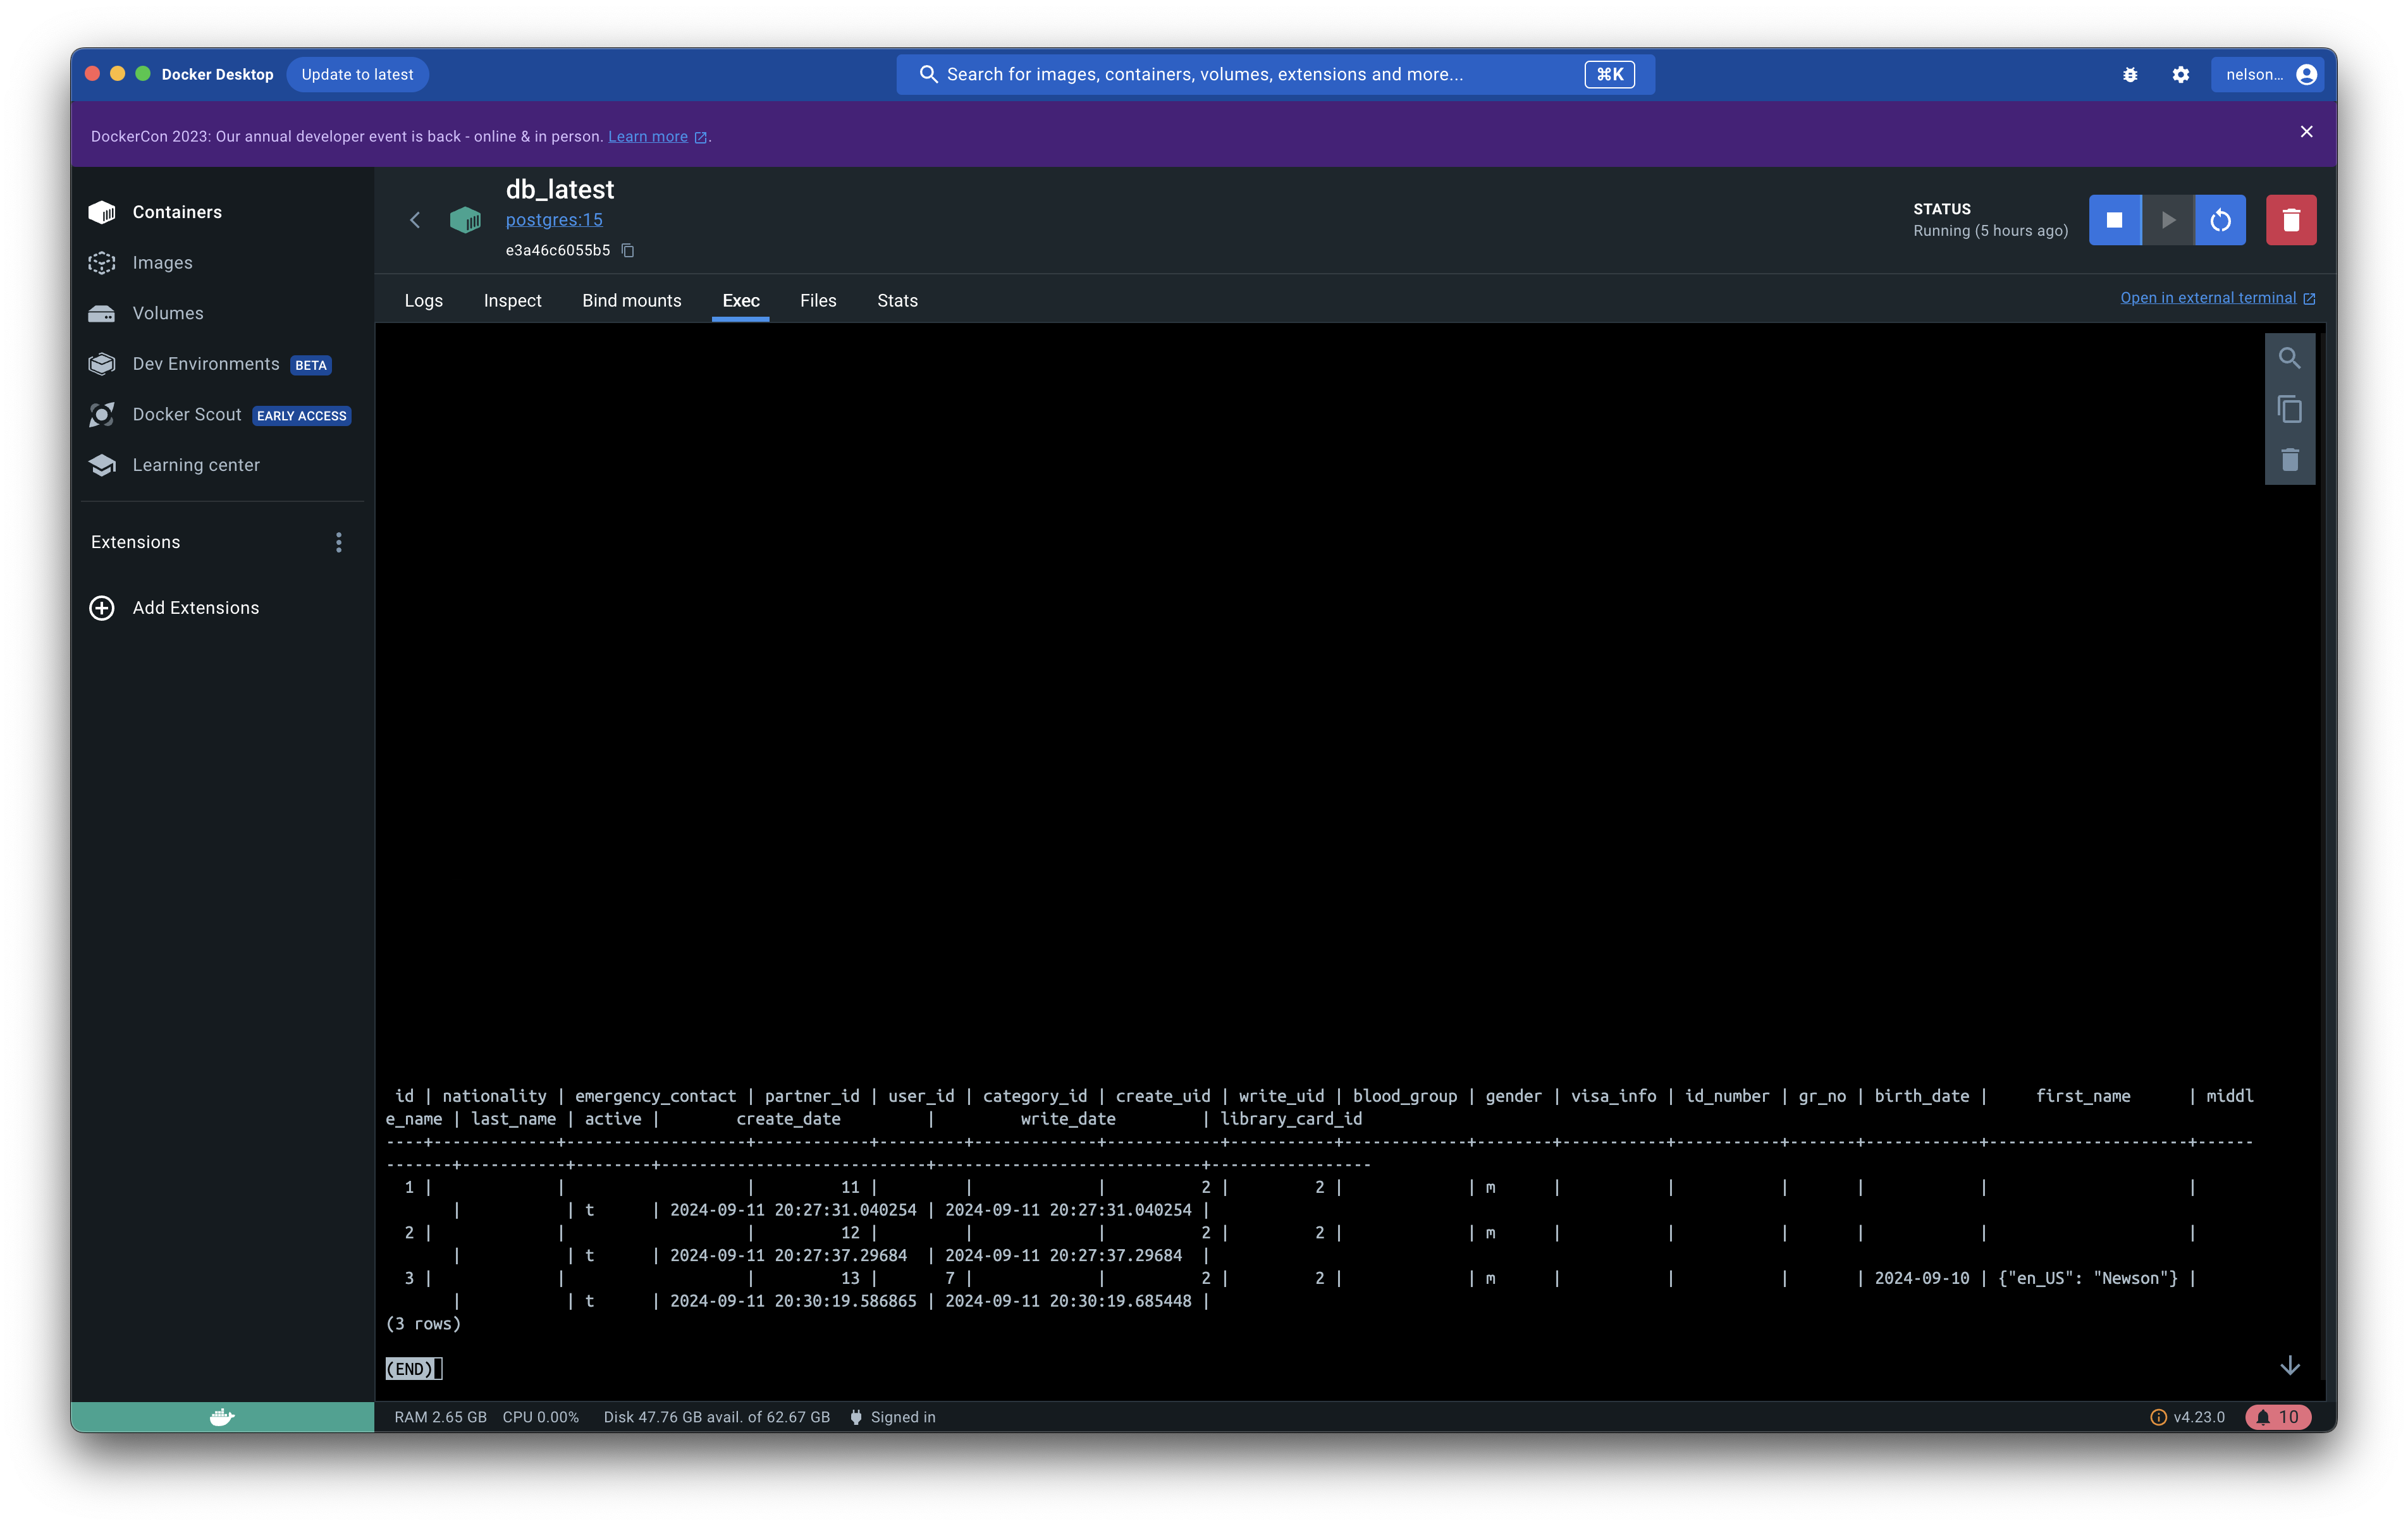 Docker Desktop Update to latest Search for images, containers, volumes, extensions and more... ⌘K nelson...
DockerCon 2023: Our annual developer event is back - online & in person. Learn more .
Containers
Images
Volumes
Dev Environments BETA
Docker Scout EARLY ACCESS
Learning center
Extensions
Add Extensions
db_latest
postgres:15
e3a46c6055b5
STATUS
Running (5 hours ago)
Logs Inspect Bind mounts Exec Files Stats Open in external terminal
 id | nationality | emergency_contact | partner_id | user_id | category_id | create_uid | write_uid | blood_group | gender | visa_info | id_number | gr_no | birth_date |     first_name      | middl
e_name | last_name | active |        create_date         |         write_date         | library_card_id
----+-------------+-------------------+------------+---------+-------------+------------+-----------+-------------+--------+-----------+-----------+-------+------------+---------------------+------
-------+-----------+--------+----------------------------+----------------------------+-----------------
  1 |             |                   |         11 |         |             |          2 |         2 |             | m      |           |           |       |            |                     |
       |           | t      | 2024-09-11 20:27:31.040254 | 2024-09-11 20:27:31.040254 |
  2 |             |                   |         12 |         |             |          2 |         2 |             | m      |           |           |       |            |                     |
       |           | t      | 2024-09-11 20:27:37.29684  | 2024-09-11 20:27:37.29684  |
  3 |             |                   |         13 |       7 |             |          2 |         2 |             | m      |           |           |       | 2024-09-10 | {"en_US": "Newson"} |
       |           | t      | 2024-09-11 20:30:19.586865 | 2024-09-11 20:30:19.685448 |
(3 rows)
(END)
RAM 2.65 GB CPU 0.00% Disk 47.76 GB avail. of 62.67 GB Signed in v4.23.0 10